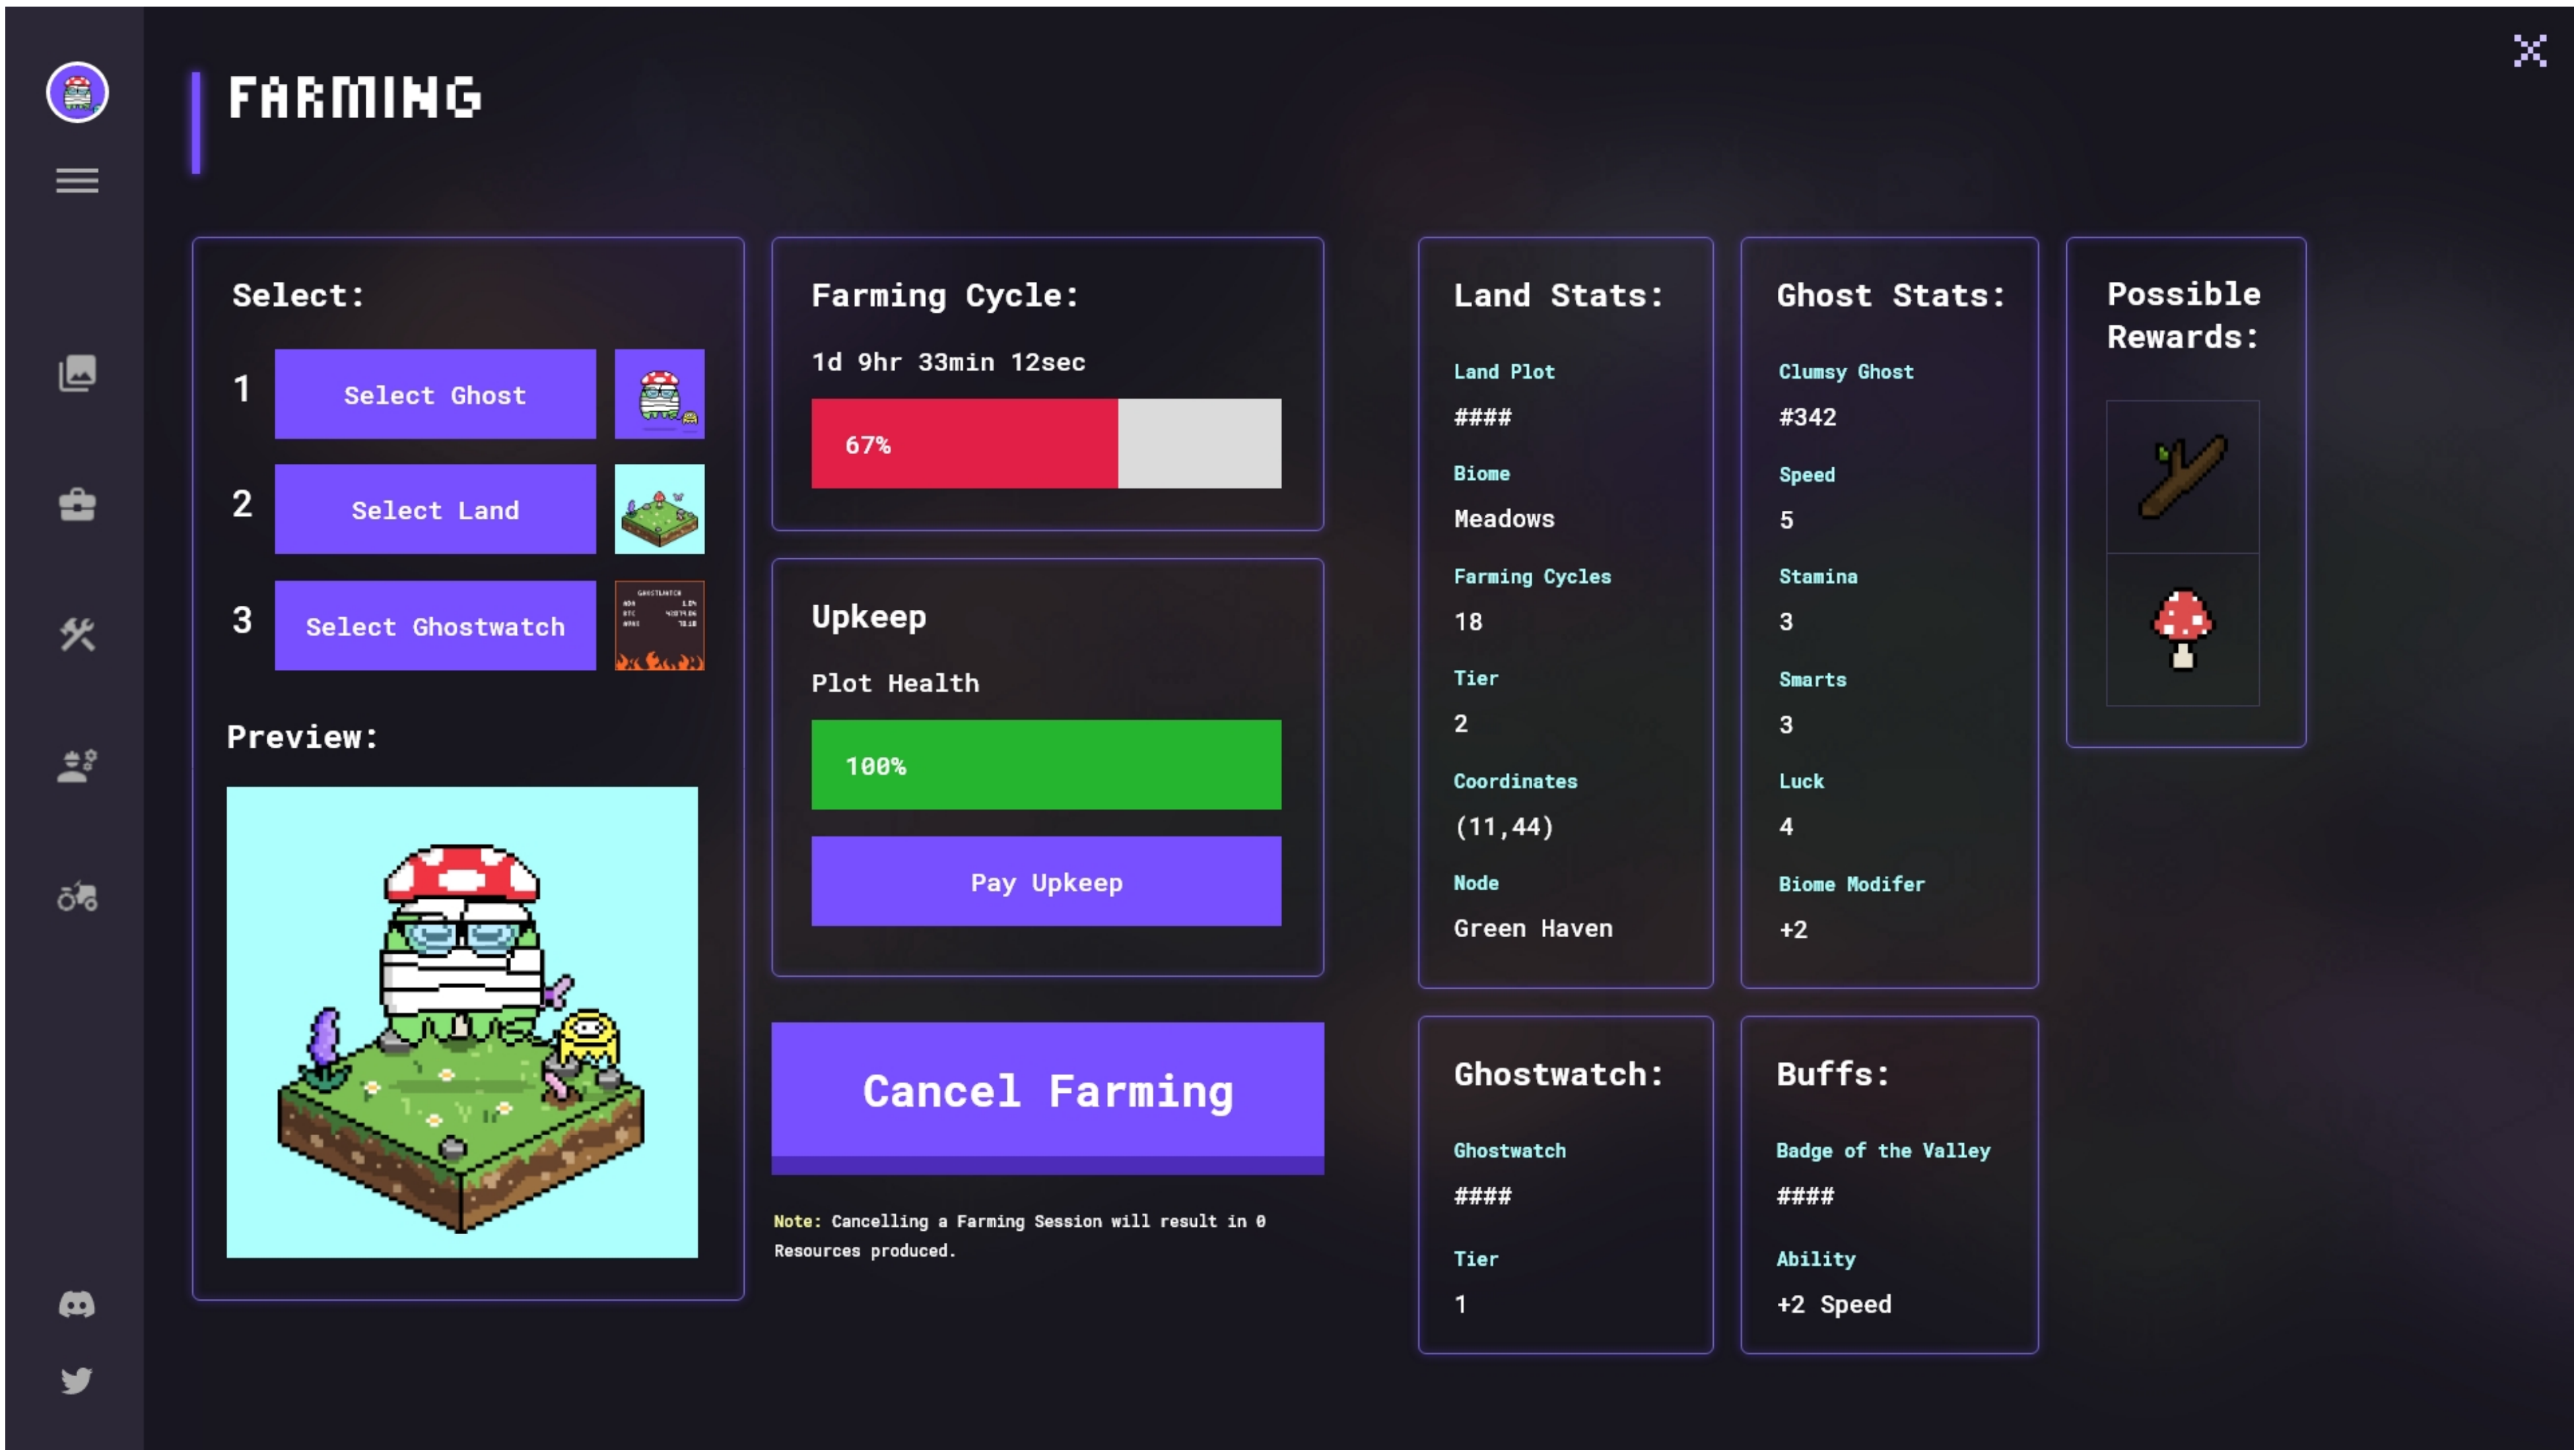 FARMING
Select:
1
Select Ghost
2
Select Land
3
Select Ghostwatch
GHOSTWATCH
Preview:
Farming Cycle:
1d 9hr 33min 12sec
67%
Upkeep
Plot Health
100%
Pay Upkeep
Cancel Farming
Note: Cancelling a Farming Session will result in 0
Resources produced.
Land Stats:
Land Plot
####
Biome
Meadows
Farming Cycles
18
Tier
2
Coordinates
(11,44)
Node
Green Haven
Ghost Stats:
Clumsy Ghost
#342
Speed
5
Stamina
3
Smarts
3
Luck
4
Biome Modifer
+2
Possible
Rewards:
Ghostwatch:
Ghostwatch
####
Tier
1
Buffs:
Badge of the Valley
####
Ability
+2 Speed